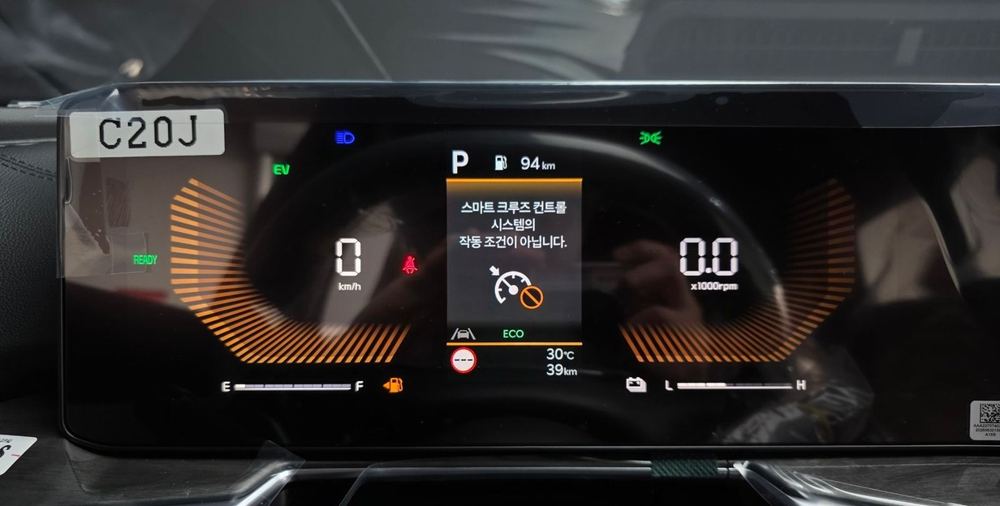 C20J
EV
P
94km
스마트 크루즈 컨트롤
시스템의
작동 조건이 아닙니다.
READY
0
km/h
0.0
x1000rpm
ECO
30℃
39km
E
F
L
H